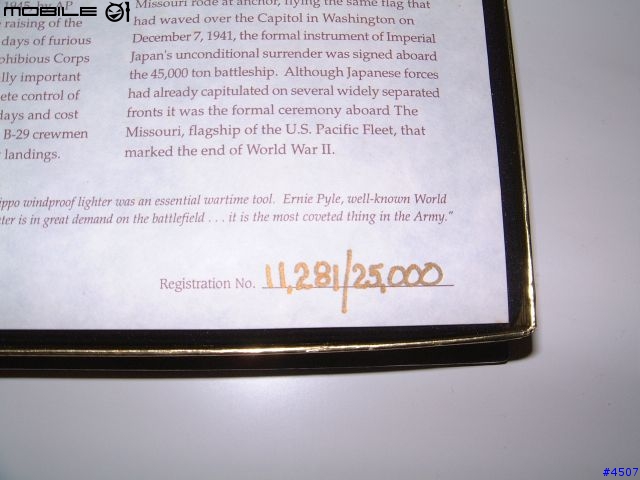 MOBILE01
1945, by AP
raising of the
days of furious
phibious Corps
lly important
ete control of
days and cost
B-29 crewmen
landings.
Missouri rode at anchor, flying the same flag that
had waved over the Capitol in Washington on
December 7, 1941, the formal instrument of Imperial
Japan's unconditional surrender was signed aboard
the 45,000 ton battleship. Although Japanese forces
had already capitulated on several widely separated
fronts it was the formal ceremony aboard The
Missouri, flagship of the U.S. Pacific Fleet, that
marked the end of World War II.
ippo windproof lighter was an essential wartime tool. Ernie Pyle, well-known World
ter is in great demand on the battlefield . . . it is the most coveted thing in the Army."
Registration No. 11,281/25,000
#4507